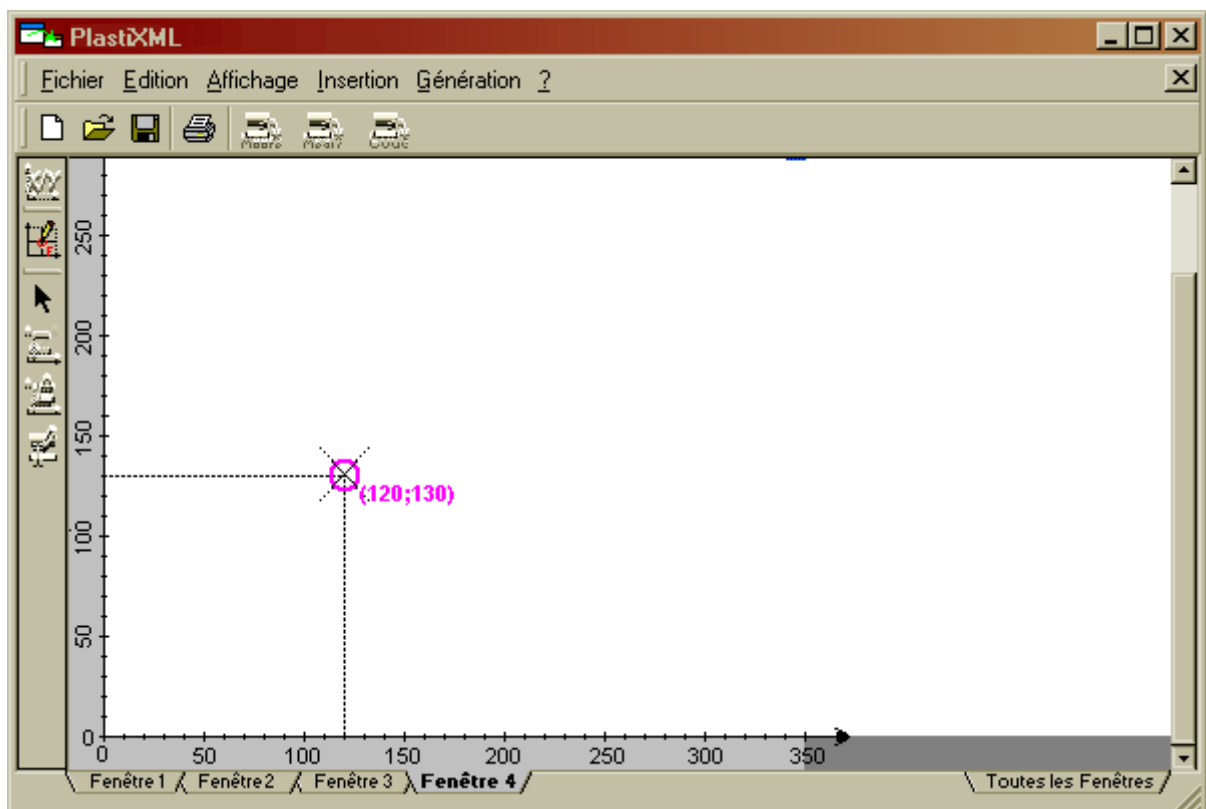 PlastiXML
Fichier Edition Affichage Insertion Génération ?
250
200
150
(120;130)
100
50
0
0 50 100 150 200 250 300 350
Fenêtre 1 Fenêtre 2 Fenêtre 3 Fenêtre 4 Toutes les Fenêtres